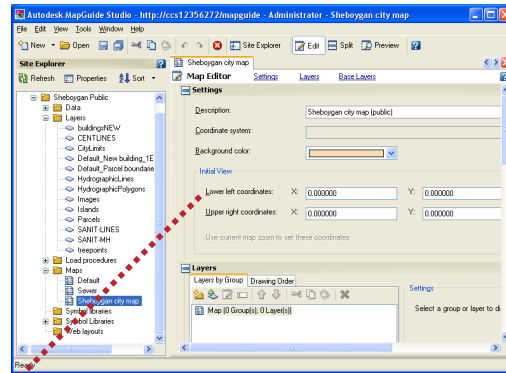 Autodesk MapGuide Studio - http://ccs12356272/mapguide - Administrator - Sheboygan city map
File Edit View Tools Window Help
New Open Site Explorer Edit Split Preview
Site Explorer
Refresh Properties Sort
Sheboygan Public
Data
Layers
buildingsNEW
CENTLINES
CityLimits
Default_New building_1E
Default_Parcel boundarie
HydrographicLines
HydrographicPolygons
Images
Islands
Parcels
SANIT-LINES
SANIT-MH
treepoints
Load procedures
Maps
Default
Sewer
Sheboygan city map
Symbol libraries
Symbol Libraries
Web layouts
Ready
Sheboygan city map
Map Editor Settings Layers Base Layers
Settings
Description: Sheboygan city map (public)
Coordinate system:
Background color:
Initial View
Lower left coordinates: X: 0.000000 Y: 0.000000
Upper right coordinates: X: 0.000000 Y: 0.000000
Use current map zoom to set these coordinates
Layers
Layers by Group Drawing Order
Map (0 Group(s), 0 Layer(s))
Settings
Select a group or layer to di